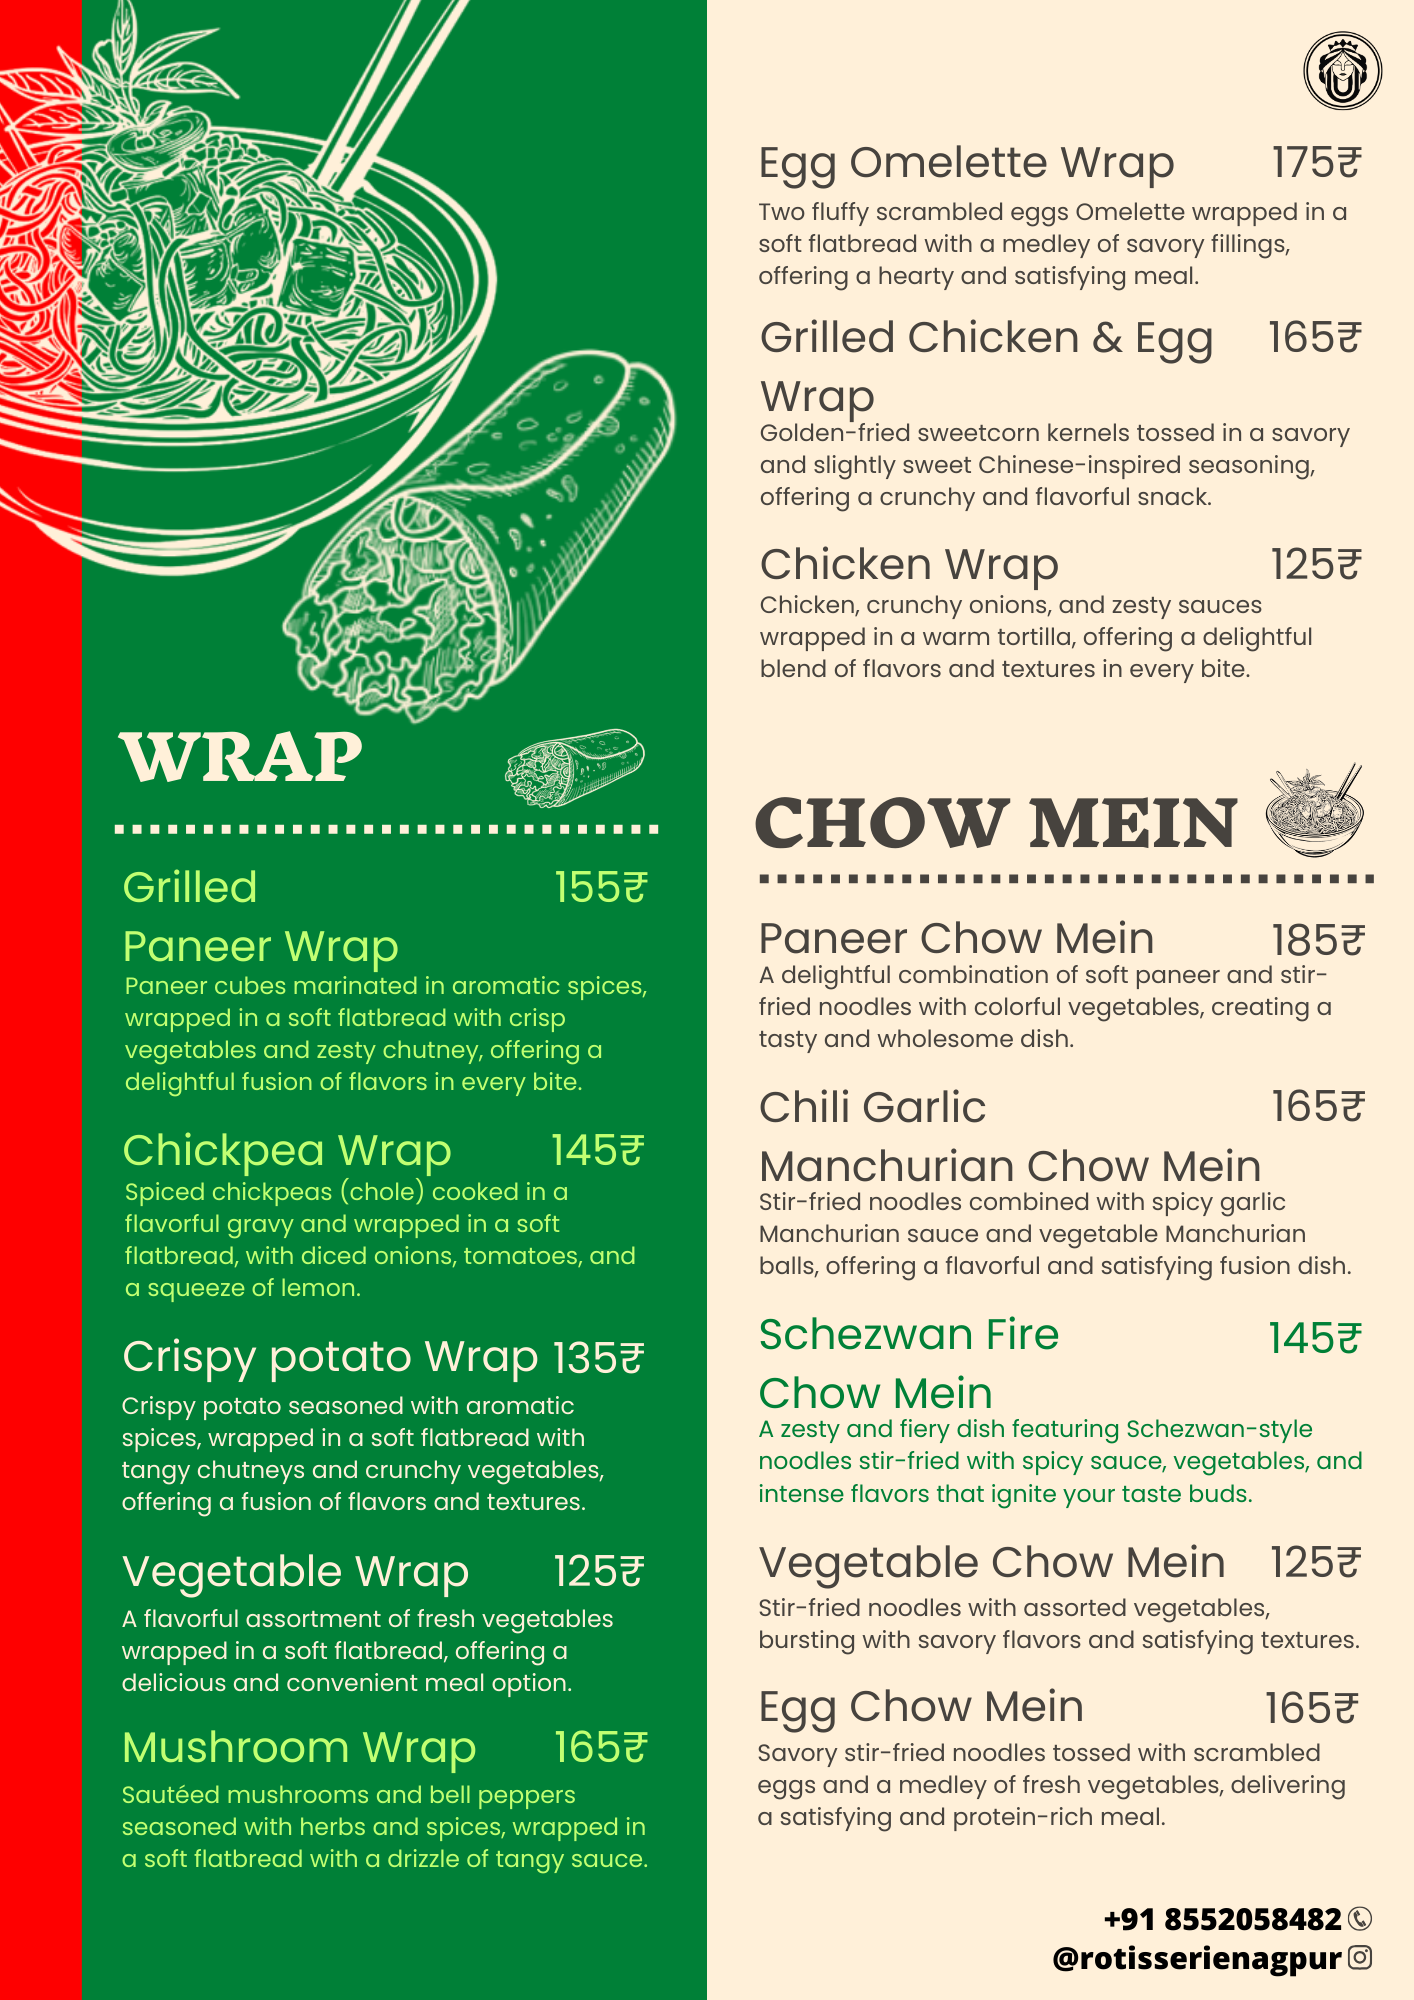 WRAP
Grilled 155₹
Paneer Wrap
Paneer cubes marinated in aromatic spices,
wrapped in a soft flatbread with crisp
vegetables and zesty chutney, offering a
delightful fusion of flavors in every bite.
Chickpea Wrap 145₹
Spiced chickpeas (chole) cooked in a
flavorful gravy and wrapped in a soft
flatbread, with diced onions, tomatoes, and
a squeeze of lemon.
Crispy potato Wrap 135₹
Crispy potato seasoned with aromatic
spices, wrapped in a soft flatbread with
tangy chutneys and crunchy vegetables,
offering a fusion of flavors and textures.
Vegetable Wrap 125₹
A flavorful assortment of fresh vegetables
wrapped in a soft flatbread, offering a
delicious and convenient meal option.
Mushroom Wrap 165₹
Sautéed mushrooms and bell peppers
seasoned with herbs and spices, wrapped in
a soft flatbread with a drizzle of tangy sauce.
Egg Omelette Wrap 175₹
Two fluffy scrambled eggs Omelette wrapped in a
soft flatbread with a medley of savory fillings,
offering a hearty and satisfying meal.
Grilled Chicken & Egg 165₹
Wrap
Golden-fried sweetcorn kernels tossed in a savory
and slightly sweet Chinese-inspired seasoning,
offering a crunchy and flavorful snack.
Chicken Wrap 125₹
Chicken, crunchy onions, and zesty sauces
wrapped in a warm tortilla, offering a delightful
blend of flavors and textures in every bite.
CHOW MEIN
Paneer Chow Mein 185₹
A delightful combination of soft paneer and stir-
fried noodles with colorful vegetables, creating a
tasty and wholesome dish.
Chili Garlic 165₹
Manchurian Chow Mein
Stir-fried noodles combined with spicy garlic
Manchurian sauce and vegetable Manchurian
balls, offering a flavorful and satisfying fusion dish.
Schezwan Fire 145₹
Chow Mein
A zesty and fiery dish featuring Schezwan-style
noodles stir-fried with spicy sauce, vegetables, and
intense flavors that ignite your taste buds.
Vegetable Chow Mein 125₹
Stir-fried noodles with assorted vegetables,
bursting with savory flavors and satisfying textures.
Egg Chow Mein 165₹
Savory stir-fried noodles tossed with scrambled
eggs and a medley of fresh vegetables, delivering
a satisfying and protein-rich meal.
+91 8552058482
@rotisserienagpur